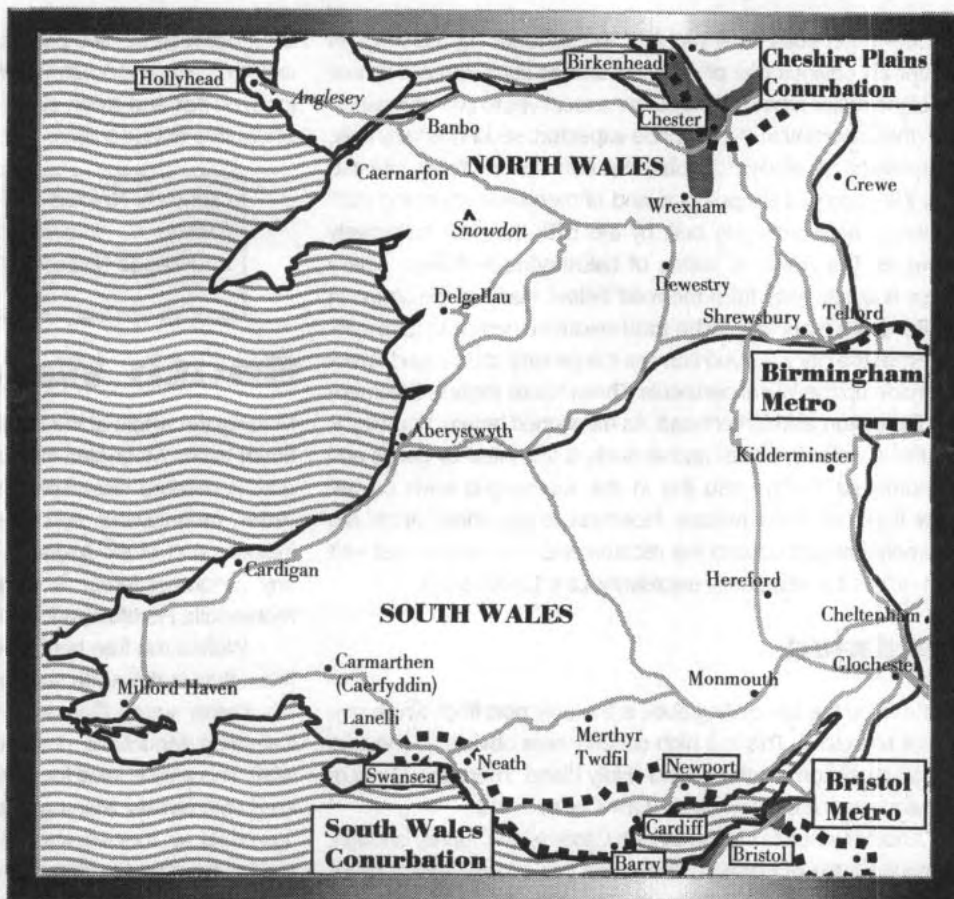 Birkenhead
Cheshire Plains
Conurbation
Hollyhead
Anglesey
Chester
Banbo
NORTH WALES
Caernarfon
Crewe
Wrexham
Snowdon
Dewestry
Delgellau
Shrewsbury
Telford
Birmingham
Metro
Aberystwyth
Kidderminster
Cardigan
Hereford
SOUTH WALES
Cheltenham
Carmarthen
(Caerfyddin)
Glochester
Milford Haven
Monmouth
Lanelli
Merthyr
Twdfil
Neath
Swansea
Newport
Bristol
Metro
South Wales
Conurbation
Cardiff
Barry
Bristol